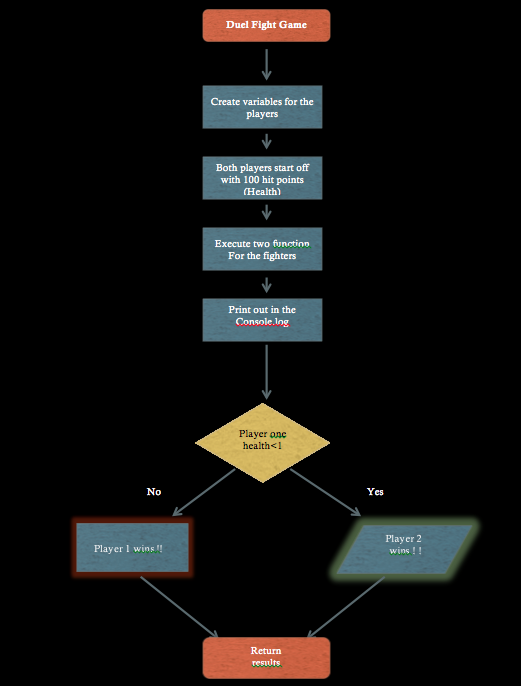 Duel Fight Game
Create variables for the
players
Both players start off
with 100 hit points
(Health)
Execute two function
For the fighters
Print out in the
Console.log
Player one
health<1
No
Yes
Player 1 wins !!
Player 2
wins ! !
Return
results